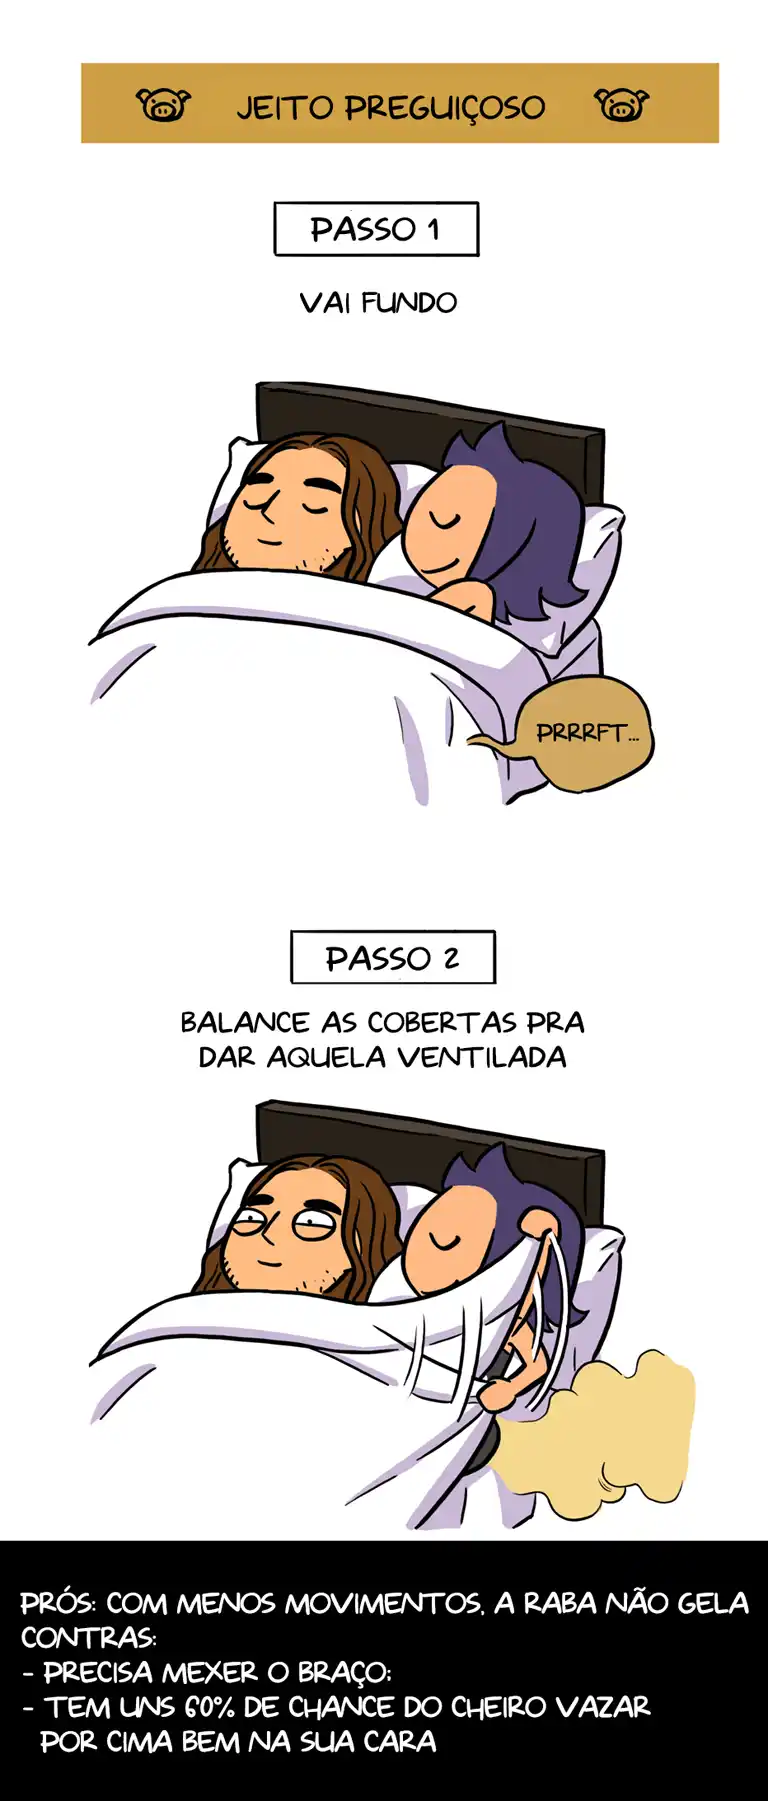 JEITO PREGUIÇOSO
PASSO 1
VAI FUNDO
PRRRFT...
PASSO 2
BALANCE AS COBERTAS PRA
DAR AQUELA VENTILADA
PRÓS: COM MENOS MOVIMENTOS, A RABA NÃO GELA
CONTRAS:
- PRECISA MEXER O BRAÇO;
- TEM UNS 60% DE CHANCE DO CHEIRO VAZAR
POR CIMA BEM NA SUA CARA